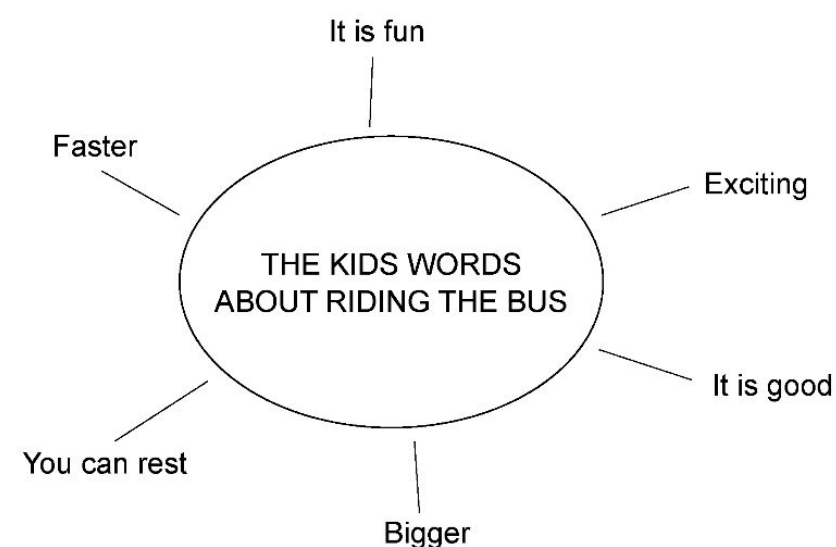 It is fun
Faster
Exciting
THE KIDS WORDS
ABOUT RIDING THE BUS
It is good
You can rest
Bigger